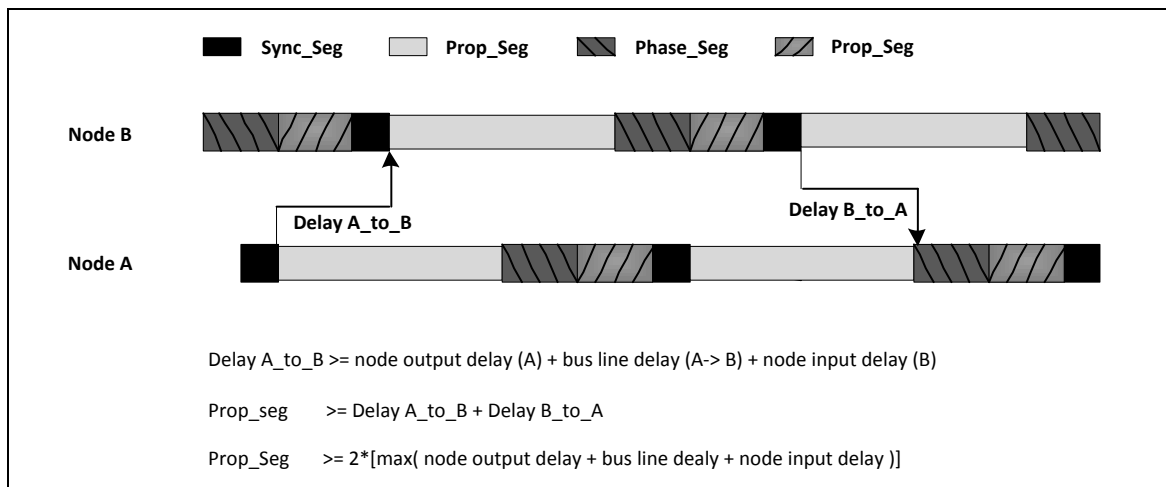 Sync_Seg Prop_Seg Phase_Seg Prop_Seg
Node B
Delay A_to_B
Delay B_to_A
Node A
Delay A_to_B >= node output delay (A) + bus line delay (A-> B) + node input delay (B)
Prop_seg >= Delay A_to_B + Delay B_to_A
Prop_Seg >= 2*[max( node output delay + bus line dealy + node input delay )]